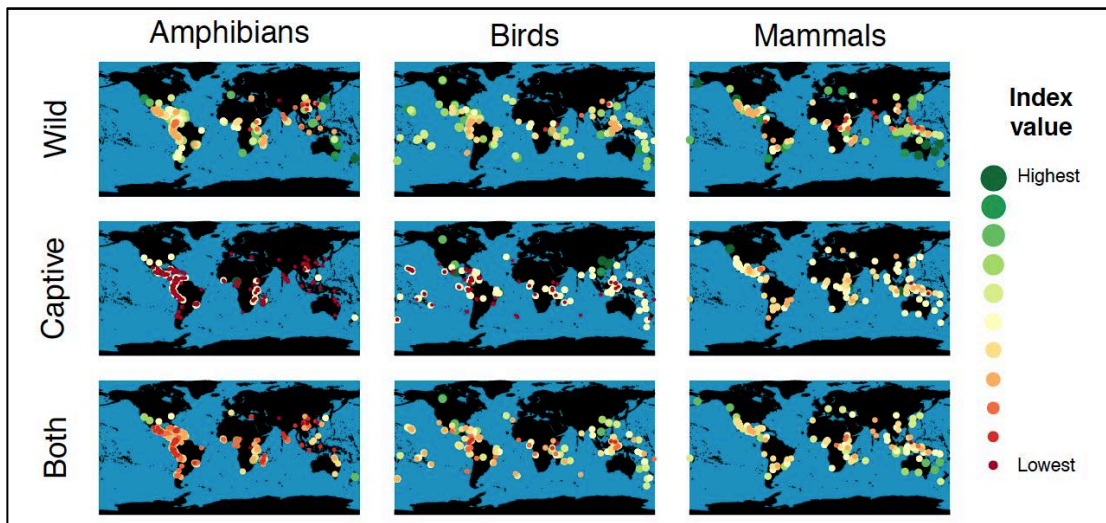 Amphibians
Birds
Mammals
Wild
Captive
Both
Index
value
Highest
Lowest